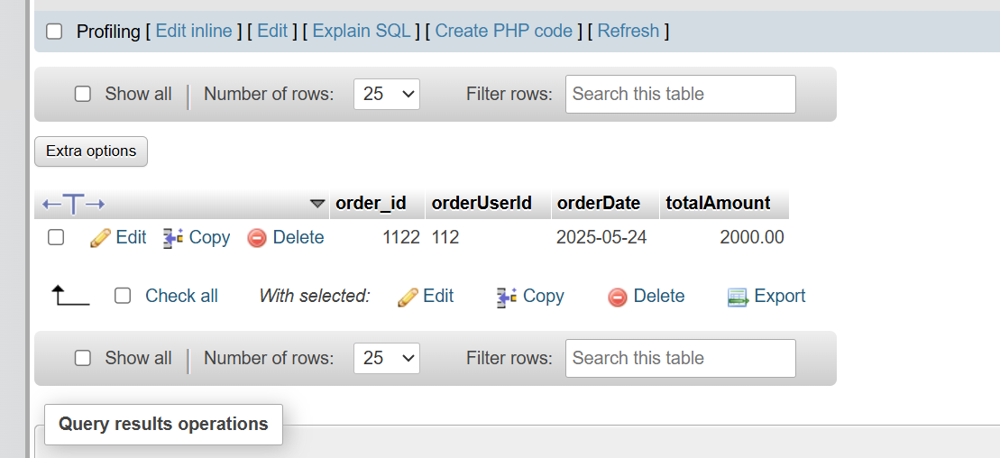 Profiling [ Edit inline ] [ Edit ] [ Explain SQL ] [ Create PHP code ] [ Refresh ]
Show all | Number of rows: 25 Filter rows: Search this table
Extra options
order_id orderUserId orderDate totalAmount
Edit Copy Delete 1122 112 2025-05-24 2000.00
Check all With selected: Edit Copy Delete Export
Show all | Number of rows: 25 Filter rows: Search this table
Query results operations